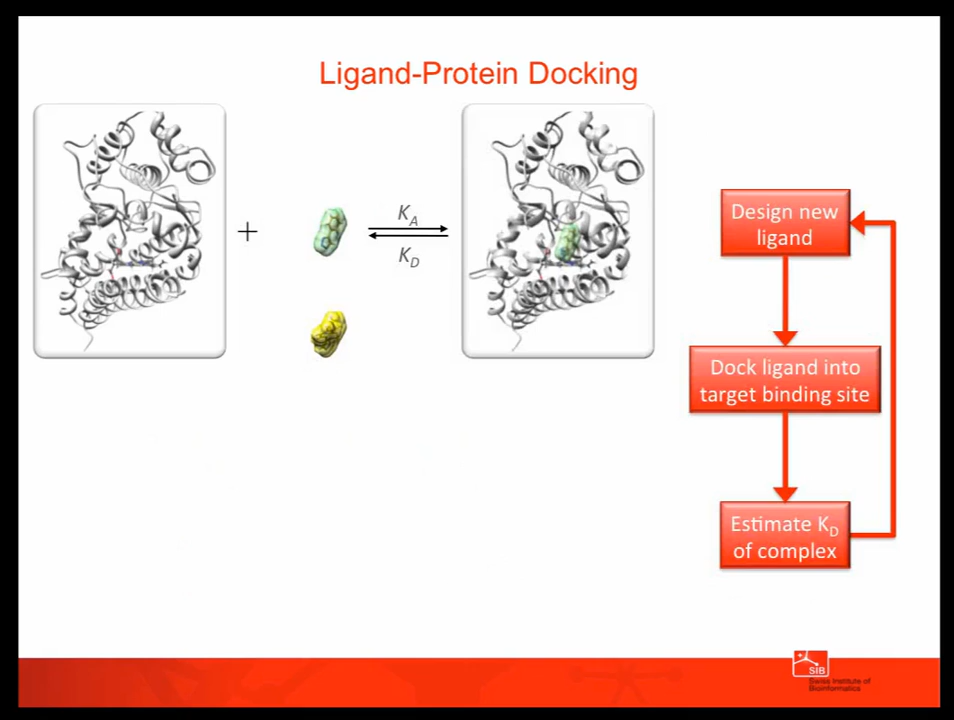 Ligand-Protein Docking
+
K_A
K_D
Design new
ligand
Dock ligand into
target binding site
Estimate K_D
of complex
SIB
Swiss Institute of
Bioinformatics